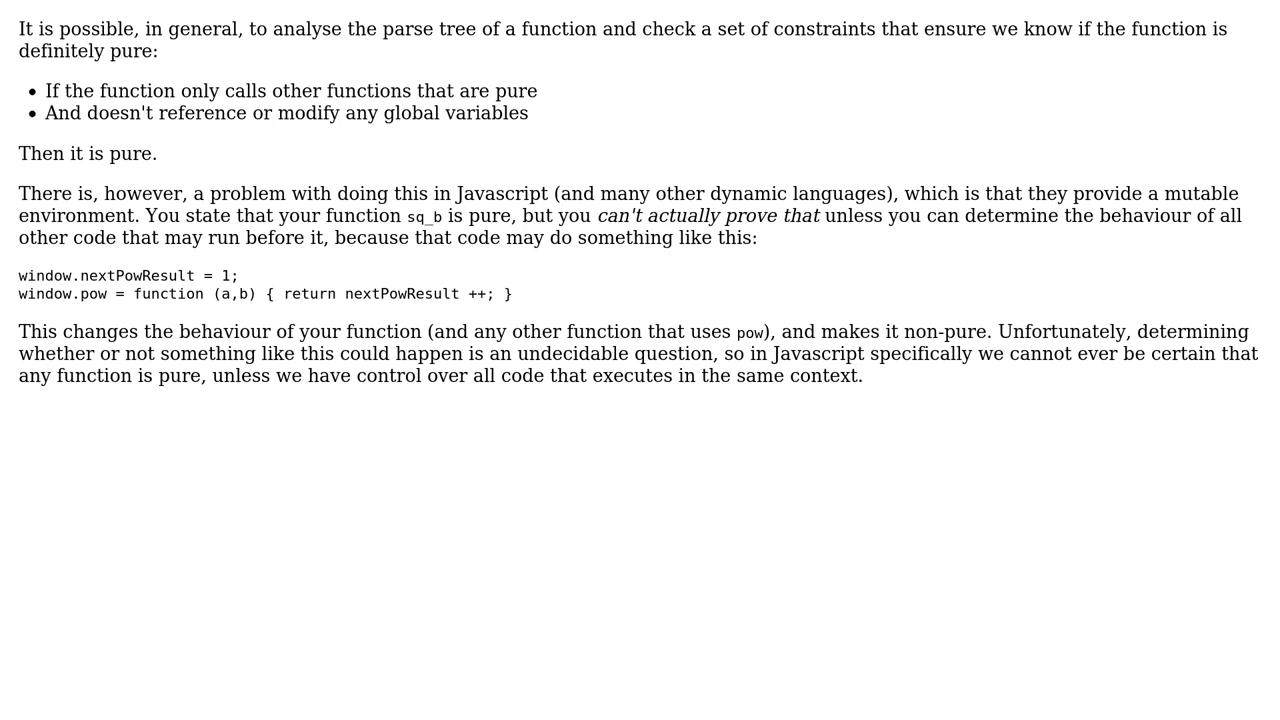 It is possible, in general, to analyse the parse tree of a function and check a set of constraints that ensure we know if the function is
definitely pure:
• If the function only calls other functions that are pure
• And doesn't reference or modify any global variables
Then it is pure.
There is, however, a problem with doing this in Javascript (and many other dynamic languages), which is that they provide a mutable
environment. You state that your function sq_b is pure, but you can't actually prove that unless you can determine the behaviour of all
other code that may run before it, because that code may do something like this:
window.nextPowResult = 1;
window.pow = function (a,b) { return nextPowResult ++; }
This changes the behaviour of your function (and any other function that uses pow), and makes it non-pure. Unfortunately, determining
whether or not something like this could happen is an undecidable question, so in Javascript specifically we cannot ever be certain that
any function is pure, unless we have control over all code that executes in the same context.